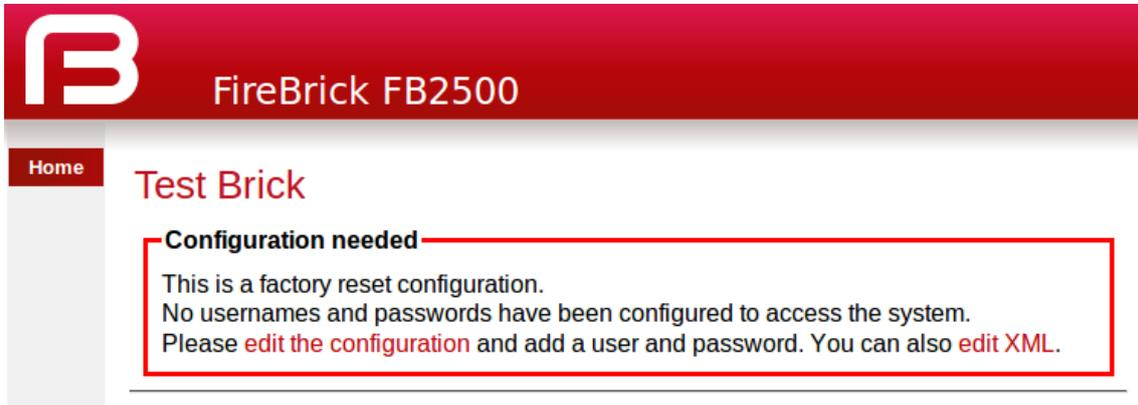 FireBrick FB2500
Home
Test Brick
Configuration needed
This is a factory reset configuration.
No usernames and passwords have been configured to access the system.
Please edit the configuration and add a user and password. You can also edit XML.